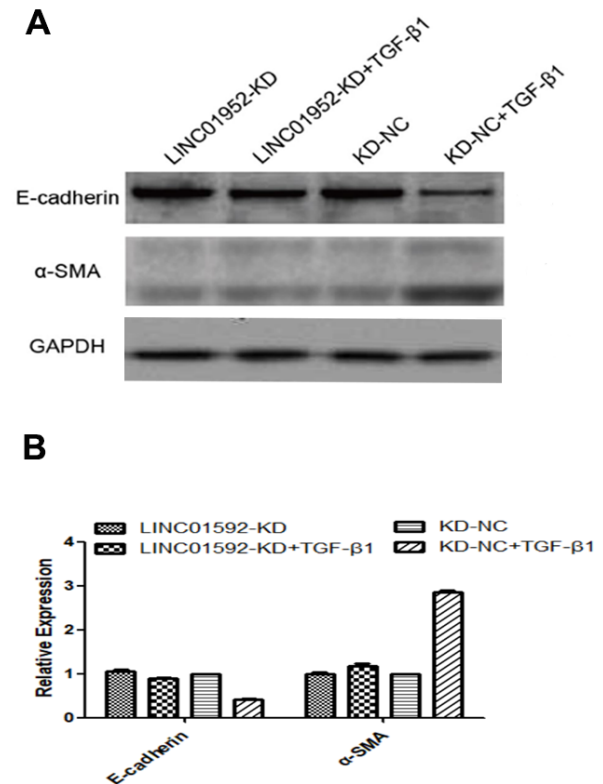 A
LINC01952-KD
LINC01952-KD+TGF-β1
KD-NC
KD-NC+TGF-β1
E-cadherin
α-SMA
GAPDH
B
LINC01592-KD
KD-NC
LINC01592-KD+TGF-β1
KD-NC+TGF-β1
Relative Expression
4
3
2
1
0
E-cadherin
α-SMA